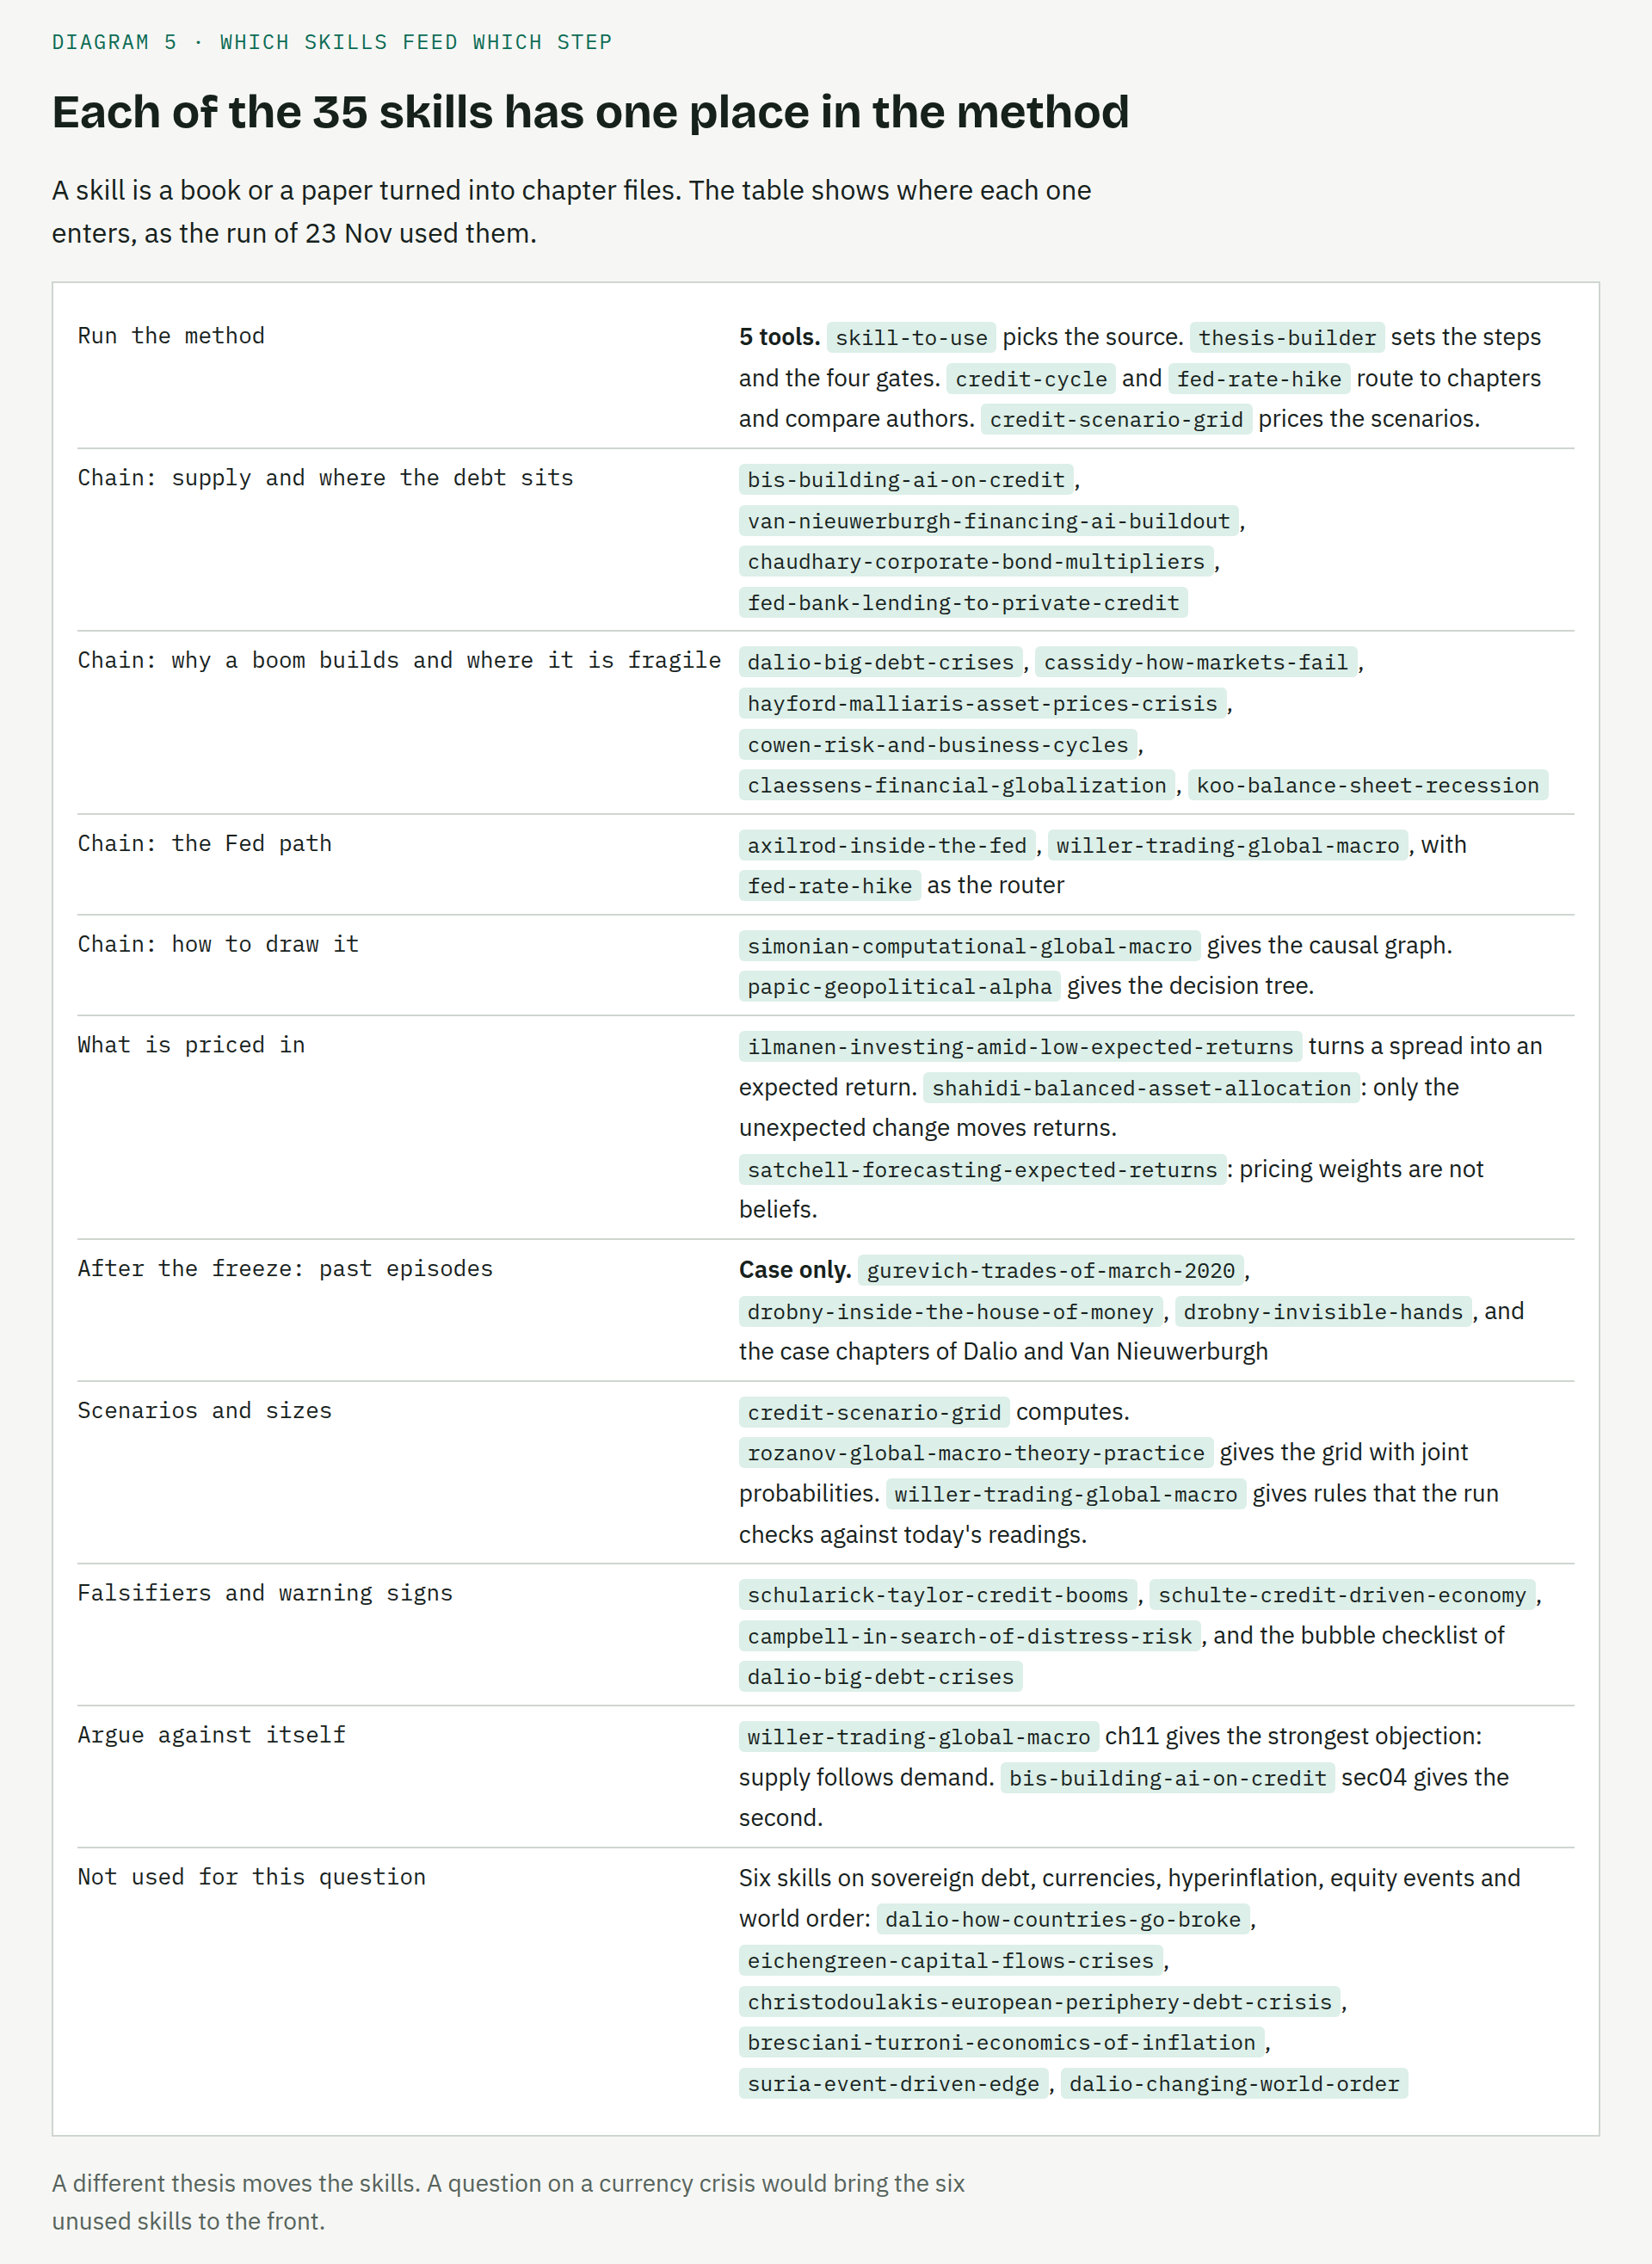 DIAGRAM 5 · WHICH SKILLS FEED WHICH STEP
Each of the 35 skills has one place in the method
A skill is a book or a paper turned into chapter files. The table shows where each one
enters, as the run of 23 Nov used them.
Run the method
5 tools. skill-to-use picks the source. thesis-builder sets the steps
and the four gates. credit-cycle and fed-rate-hike route to chapters
and compare authors. credit-scenario-grid prices the scenarios.
Chain: supply and where the debt sits
bis-building-ai-on-credit,
van-nieuwerburgh-financing-ai-buildout,
chaudhary-corporate-bond-multipliers,
fed-bank-lending-to-private-credit
Chain: why a boom builds and where it is fragile
dalio-big-debt-crises, cassidy-how-markets-fail,
hayford-malliaris-asset-prices-crisis,
cowen-risk-and-business-cycles,
claessens-financial-globalization, koo-balance-sheet-recession
Chain: the Fed path
axilrod-inside-the-fed, willer-trading-global-macro, with
fed-rate-hike as the router
Chain: how to draw it
simonian-computational-global-macro gives the causal graph.
papic-geopolitical-alpha gives the decision tree.
What is priced in
ilmanen-investing-amid-low-expected-returns turns a spread into an
expected return. shahidi-balanced-asset-allocation: only the
unexpected change moves returns.
satchell-forecasting-expected-returns: pricing weights are not
beliefs.
After the freeze: past episodes
Case only. gurevich-trades-of-march-2020,
drobny-inside-the-house-of-money, drobny-invisible-hands, and
the case chapters of Dalio and Van Nieuwerburgh
Scenarios and sizes
credit-scenario-grid computes.
rozanov-global-macro-theory-practice gives the grid with joint
probabilities. willer-trading-global-macro gives rules that the run
checks against today's readings.
Falsifiers and warning signs
schularick-taylor-credit-booms, schulte-credit-driven-economy,
campbell-in-search-of-distress-risk, and the bubble checklist of
dalio-big-debt-crises
Argue against itself
willer-trading-global-macro ch11 gives the strongest objection:
supply follows demand. bis-building-ai-on-credit sec04 gives the
second.
Not used for this question
Six skills on sovereign debt, currencies, hyperinflation, equity events and
world order: dalio-how-countries-go-broke,
eichengreen-capital-flows-crises,
christodoulakis-european-periphery-debt-crisis,
bresciani-turroni-economics-of-inflation,
suria-event-driven-edge, dalio-changing-world-order
A different thesis moves the skills. A question on a currency crisis would bring the six
unused skills to the front.